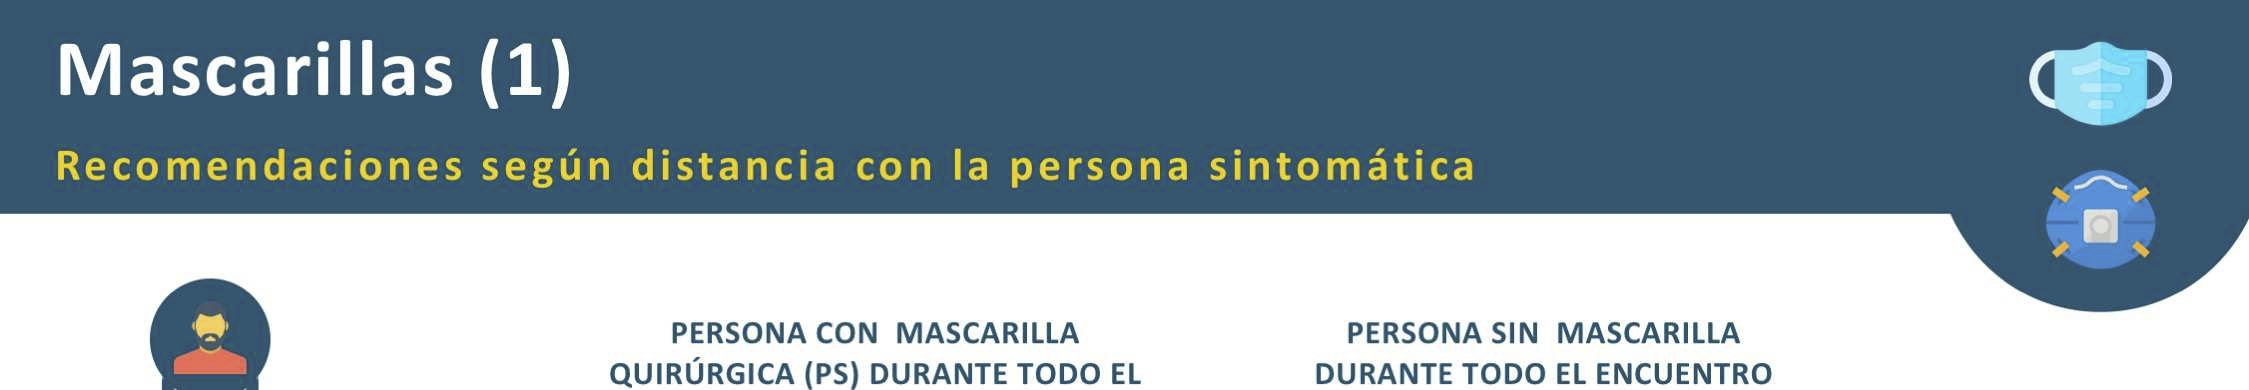 Mascarillas (1)
Recomendaciones según distancia con la persona sintomática
PERSONA CON MASCARILLA
QUIRÚRGICA (PS) DURANTE TODO EL
PERSONA SIN MASCARILLA
DURANTE TODO EL ENCUENTRO